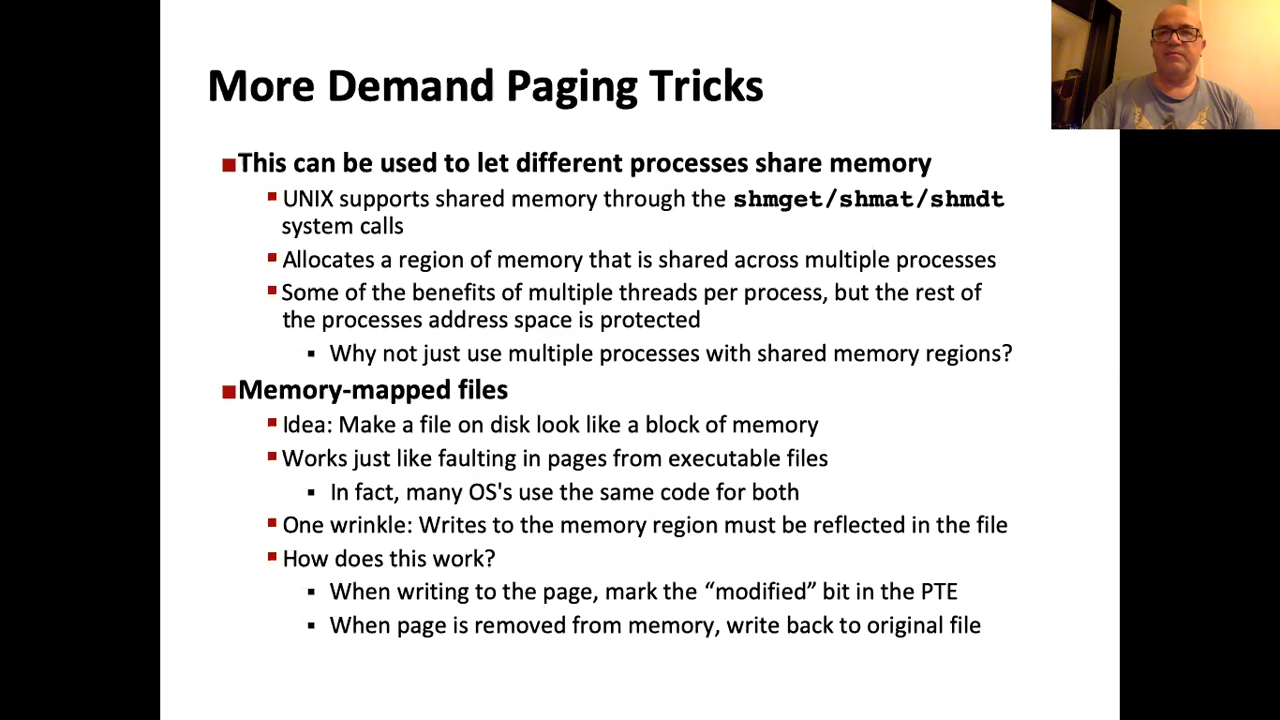 More Demand Paging Tricks
■This can be used to let different processes share memory
▪UNIX supports shared memory through the shmget/shmat/shmdt
system calls
▪Allocates a region of memory that is shared across multiple processes
▪Some of the benefits of multiple threads per process, but the rest of
the processes address space is protected
▪ Why not just use multiple processes with shared memory regions?
■Memory-mapped files
▪Idea: Make a file on disk look like a block of memory
▪Works just like faulting in pages from executable files
▪ In fact, many OS's use the same code for both
▪One wrinkle: Writes to the memory region must be reflected in the file
▪How does this work?
▪ When writing to the page, mark the “modified” bit in the PTE
▪ When page is removed from memory, write back to original file